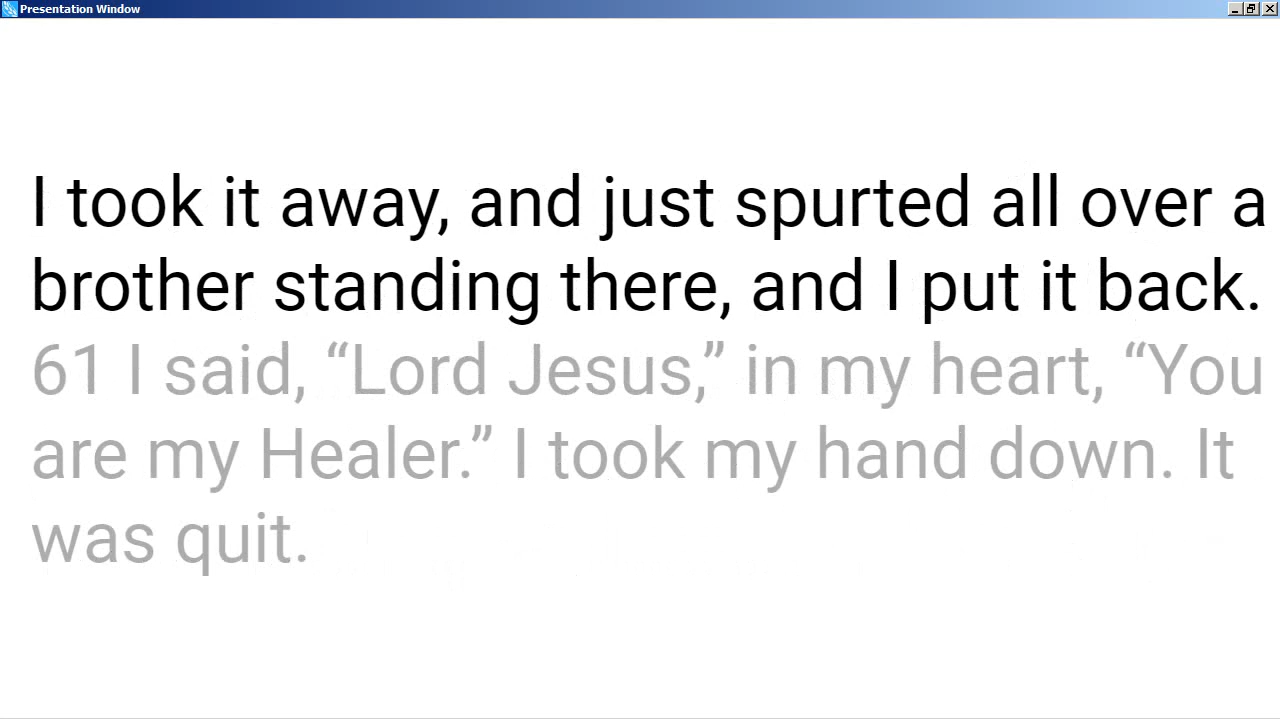 Presentation Window
I took it away, and just spurted all over a
brother standing there, and I put it back.
61 I said, “Lord Jesus,” in my heart, “You
are my Healer.” I took my hand down. It
was quit.